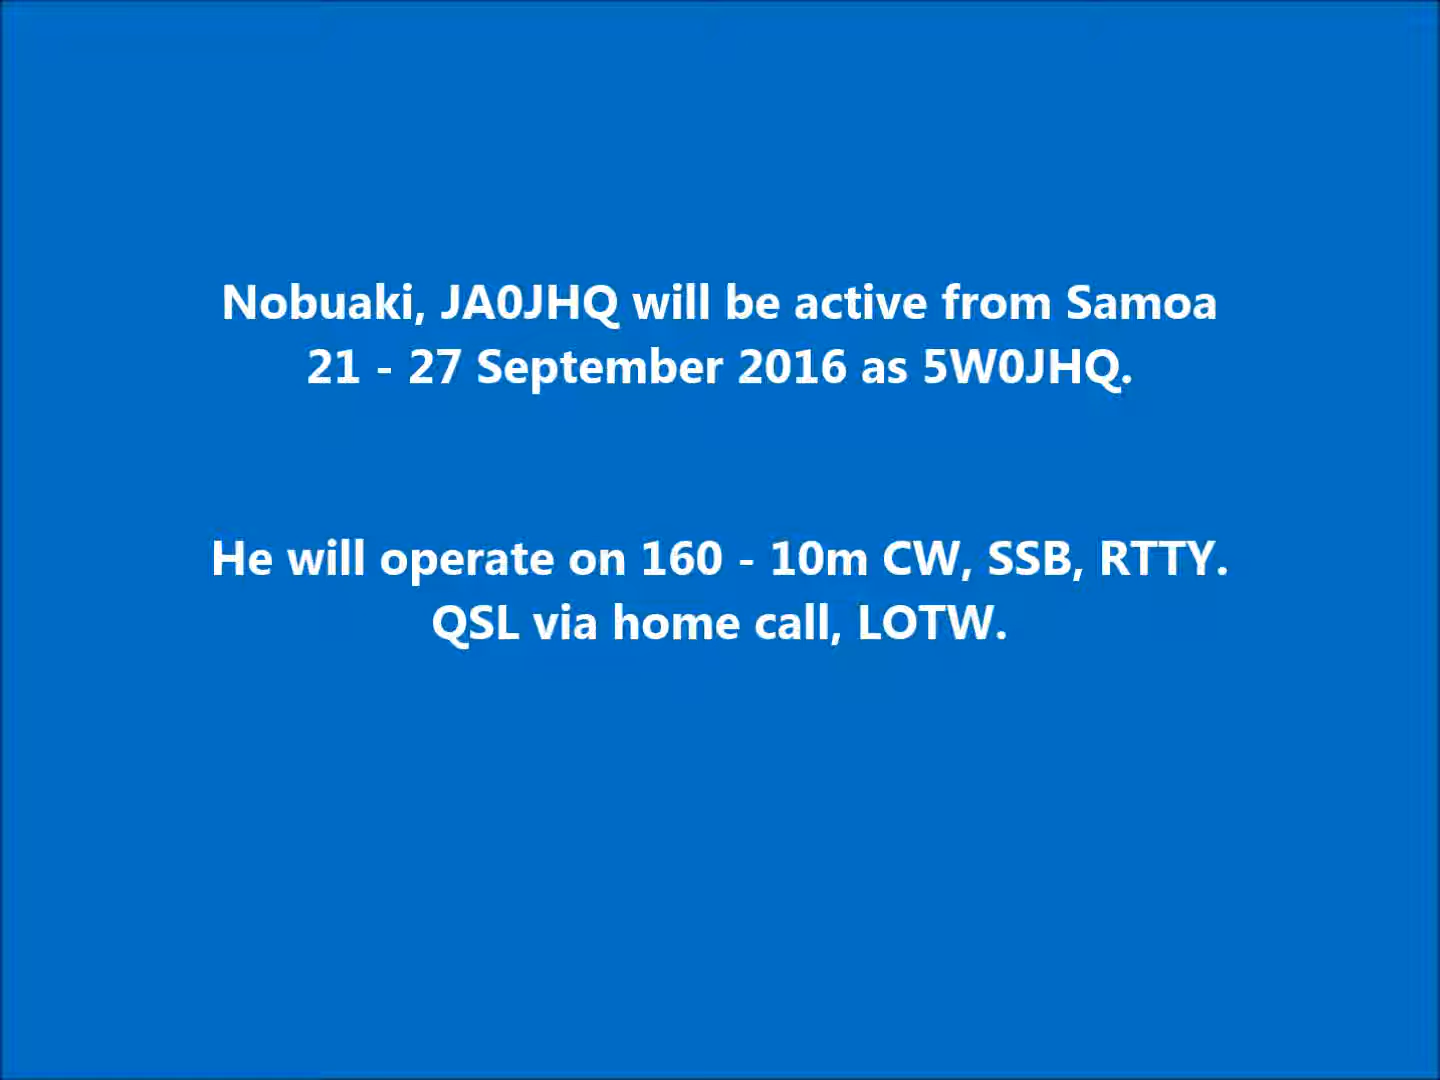 Nobuaki, JA0JHQ will be active from Samoa
21 - 27 September 2016 as 5W0JHQ.
He will operate on 160 - 10m CW, SSB, RTTY.
QSL via home call, LOTW.